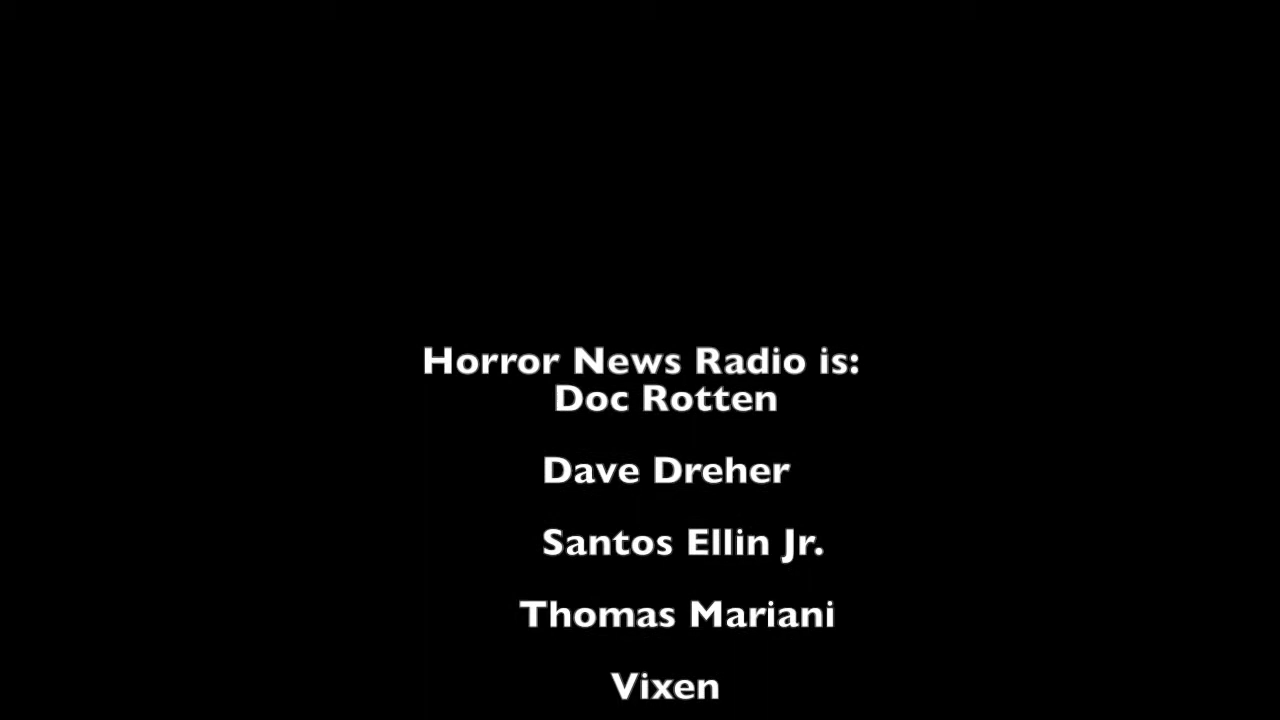 Horror News Radio is:
Doc Rotten
Dave Dreher
Santos Ellin Jr.
Thomas Mariani
Vixen